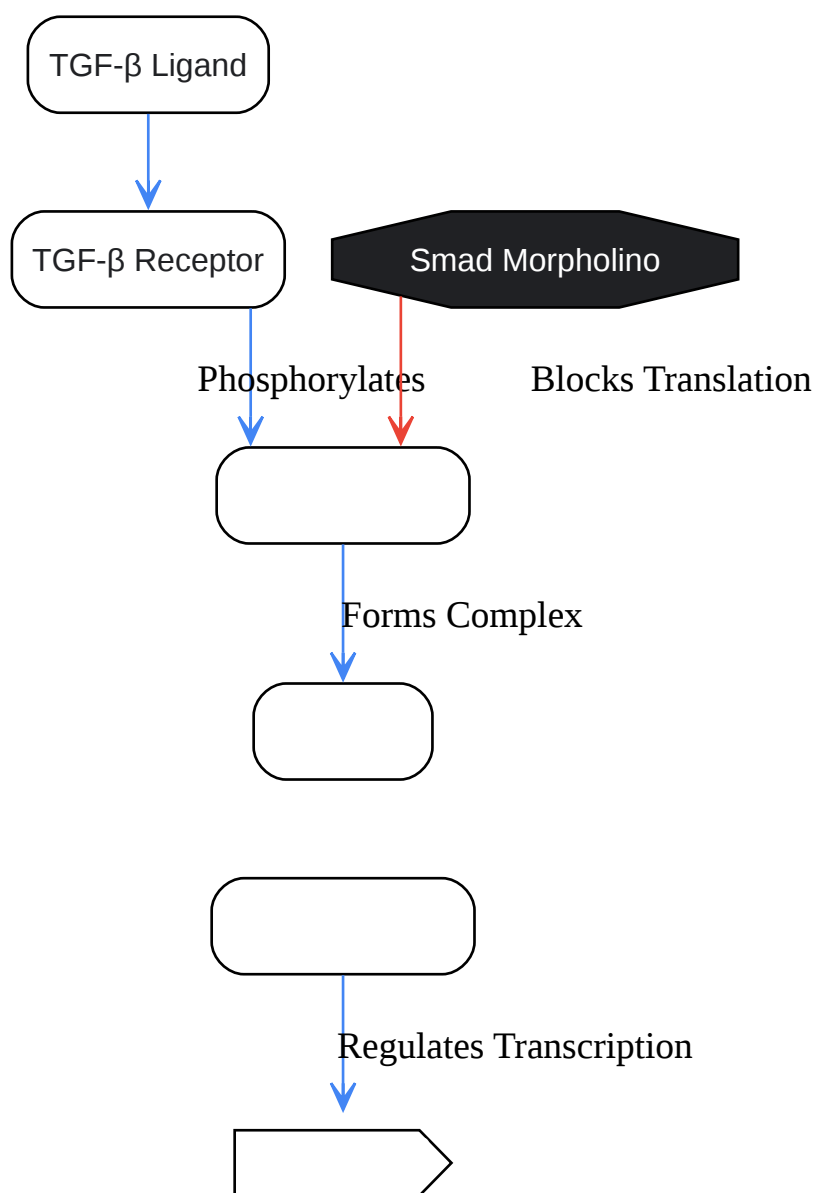 TGF-β Ligand
TGF-β Receptor
Smad Morpholino
Phosphorylates
Blocks Translation
Forms Complex
Regulates Transcription